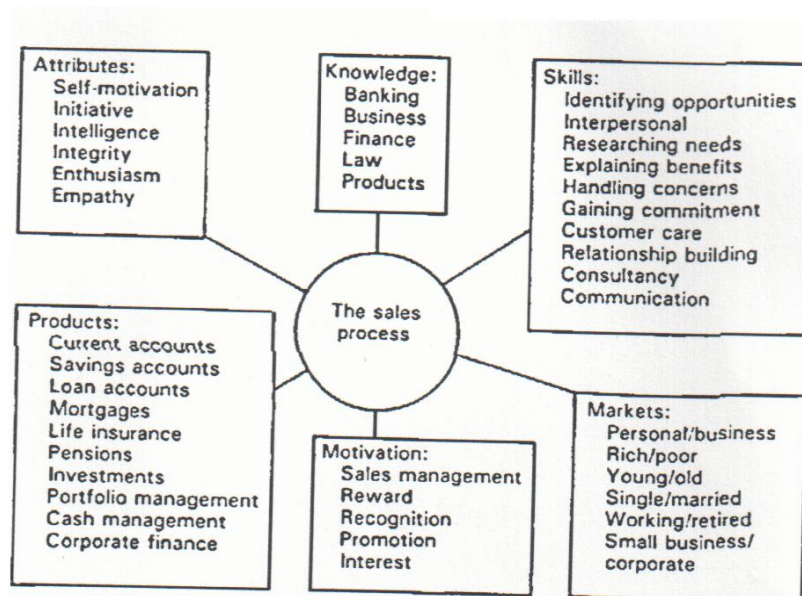 Attributes:
Self-motivation
Initiative
Intelligence
Integrity
Enthusiasm
Empathy
Knowledge:
Banking
Business
Finance
Law
Products
Skills:
Identifying opportunities
Interpersonal
Researching needs
Explaining benefits
Handling concerns
Gaining commitment
Customer care
Relationship building
Consultancy
Communication
The sales
process
Products:
Current accounts
Savings accounts
Loan accounts
Mortgages
Life insurance
Pensions
Investments
Portfolio management
Cash management
Corporate finance
Motivation:
Sales management
Reward
Recognition
Promotion
Interest
Markets:
Personal/business
Rich/poor
Young/old
Single/married
Working/retired
Small business/
corporate